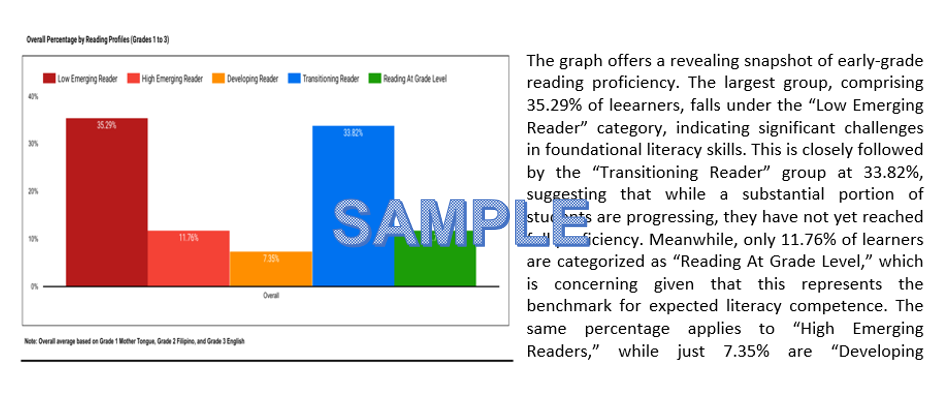 Overall Percentage by Reading Profiles (Grades 1 to 3)
Low Emerging Reader High Emerging Reader Developing Reader Transitioning Reader Reading At Grade Level
40%
30%
20%
10%
0%
35.29%
11.76%
7.35%
33.82%
Overall
Note: Overall average based on Grade 1 Mother Tongue, Grade 2 Filipino, and Grade 3 English
SAMPLE
The graph offers a revealing snapshot of early-grade
reading proficiency. The largest group, comprising
35.29% of leearners, falls under the “Low Emerging
Reader” category, indicating significant challenges
in foundational literacy skills. This is closely followed
by the “Transitioning Reader” group at 33.82%,
suggesting that while a substantial portion of
students are progressing, they have not yet reached
full proficiency. Meanwhile, only 11.76% of learners
are categorized as “Reading At Grade Level,” which
is concerning given that this represents the
benchmark for expected literacy competence. The
same percentage applies to “High Emerging
Readers,” while just 7.35% are “Developing